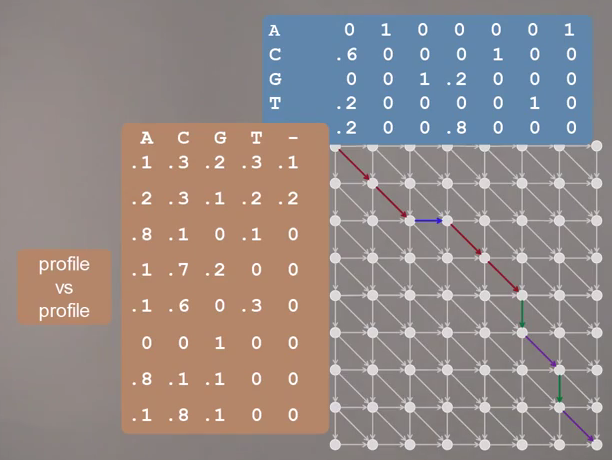 A 0 1 0 0 0 0 1
C .6 0 0 0 1 0 0
G 0 0 1 .2 0 0 0
T .2 0 0 0 0 1 0
.2 0 0 .8 0 0 0
A C G T -
.1 .3 .2 .3 .1
.2 .3 .1 .2 .2
.8 .1 0 .1 0
.1 .7 .2 0 0
.1 .6 0 .3 0
0 0 1 0 0
.8 .1 .1 0 0
.1 .8 .1 0 0
profile
vs
profile